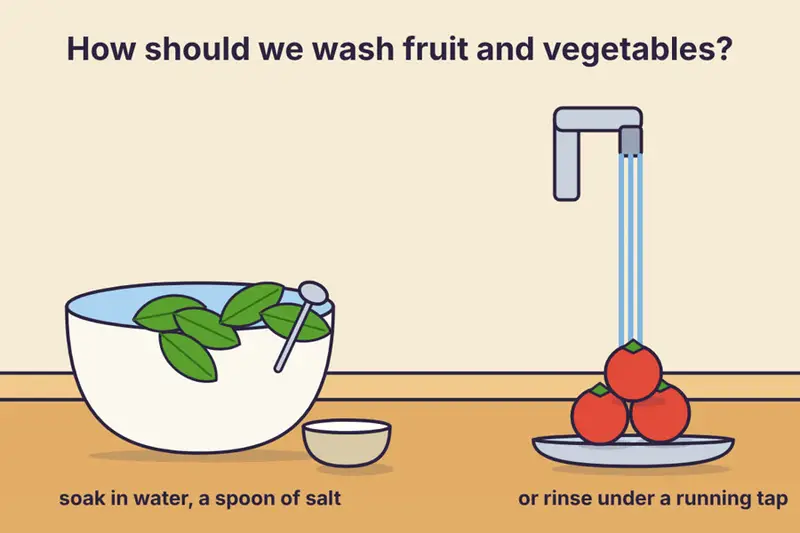 How should we wash fruit and vegetables?
soak in water, a spoon of salt
or rinse under a running tap